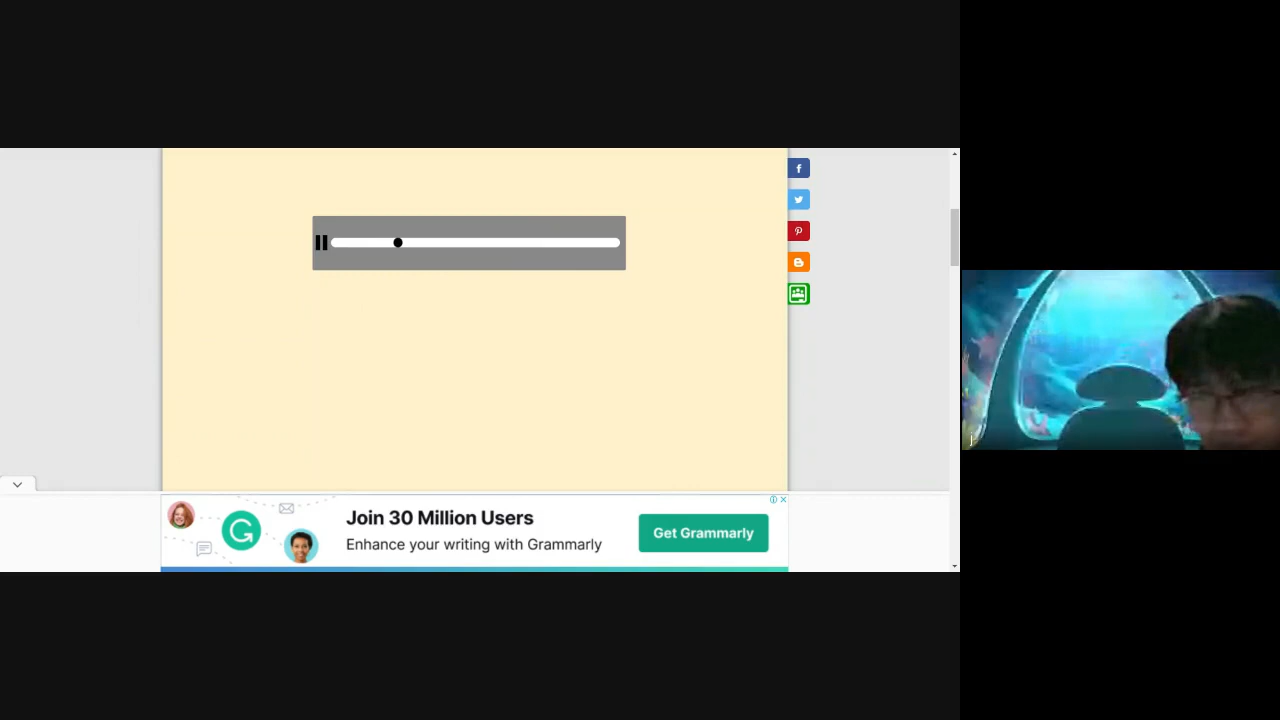 f
Join 30 Million Users
Enhance your writing with Grammarly
Get Grammarly
j